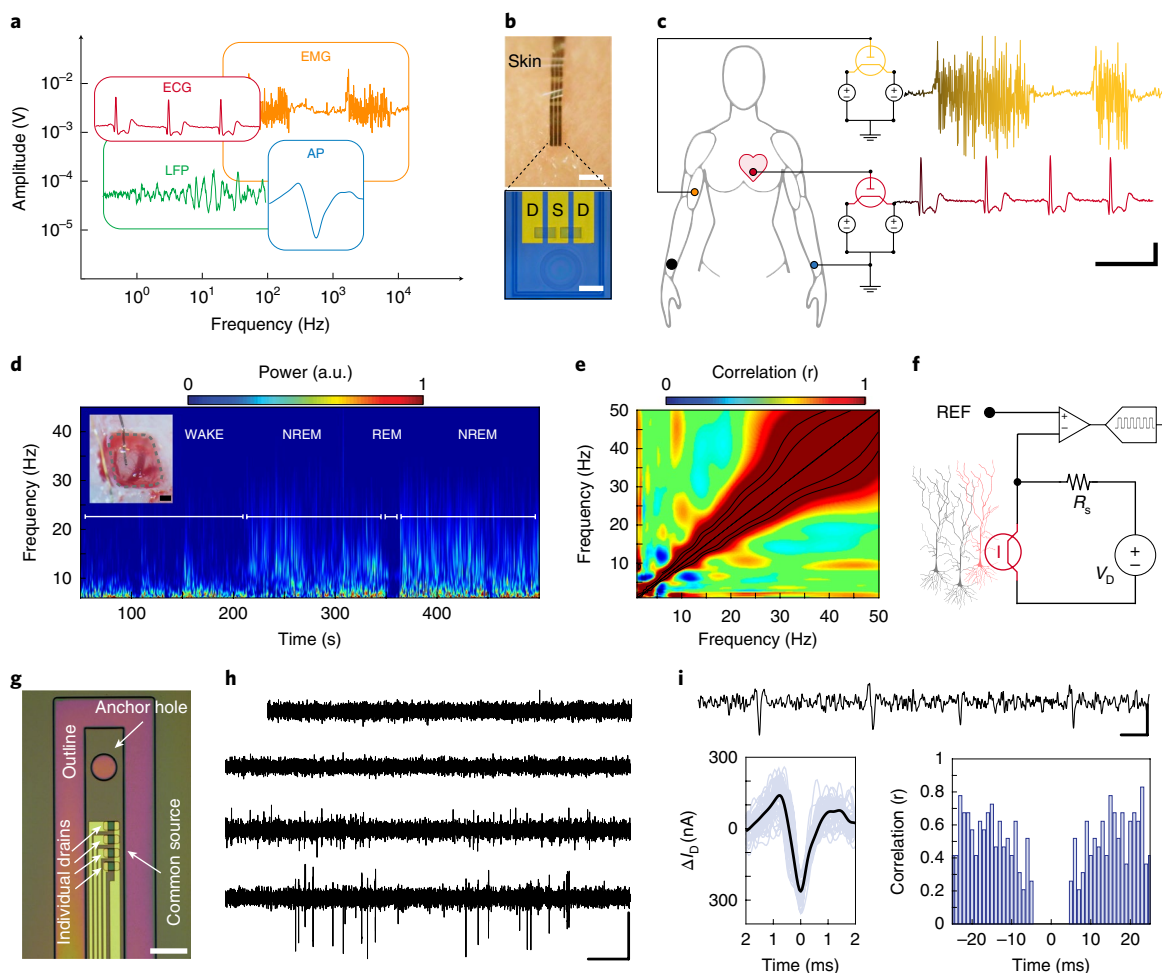 a
Amplitude (V)
10⁻²
10⁻³
10⁻⁴
10⁻⁵
EMG
ECG
AP
LFP
10⁰ 10¹ 10² 10³ 10⁴
Frequency (Hz)
b
Skin
D S D
c
+
−
+
−
+
−
+
−
d
Power (a.u.)
0 1
Frequency (Hz)
40
30
20
10
WAKE NREM REM NREM
100 200 300 400
Time (s)
e
Correlation (r)
0 1
Frequency (Hz)
50
40
30
20
10
10 20 30 40 50
Frequency (Hz)
f
REF
+
−
Rs
+
−
VD
g
Anchor hole
Outline
Individual drains
Common source
h
i
ΔID (nA)
300
0
300
2 1 0 1 2
Time (ms)
Correlation (r)
1
0.8
0.6
0.4
0.2
0
−20 −10 0 10 20
Time (ms)